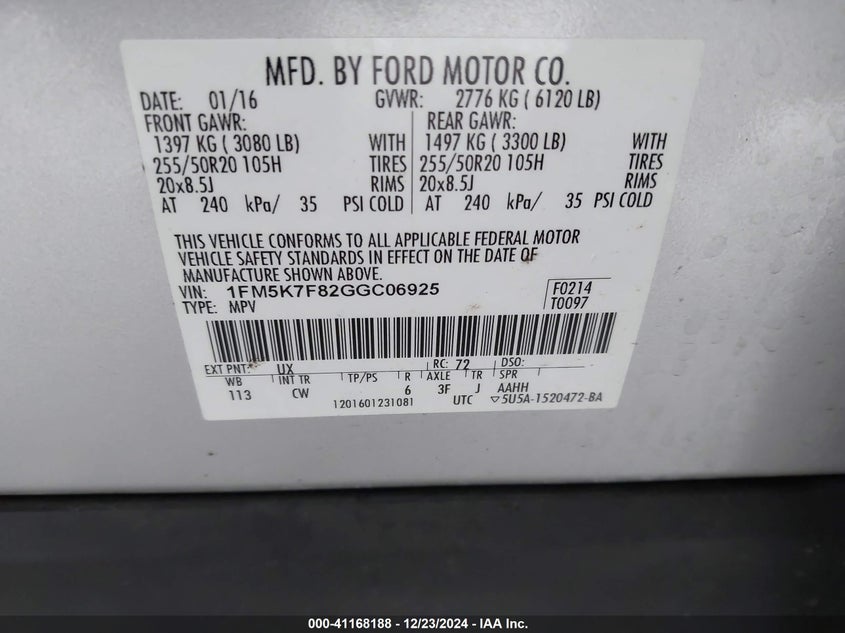 MFD. BY FORD MOTOR CO.
DATE: 01/16 GVWR: 2776 KG ( 6120 LB)
FRONT GAWR: REAR GAWR:
1397 KG ( 3080 LB) WITH 1497 KG ( 3300 LB) WITH
255/50R20 105H TIRES 255/50R20 105H TIRES
20x8.5J RIMS 20x8.5J RIMS
AT 240 kPa/ 35 PSI COLD AT 240 kPa/ 35 PSI COLD
THIS VEHICLE CONFORMS TO ALL APPLICABLE FEDERAL MOTOR
VEHICLE SAFETY STANDARDS IN EFFECT ON THE DATE OF
MANUFACTURE SHOWN ABOVE.
VIN: 1FM5K7F82GGC06925 F0214
TYPE: MPV T0097
EXT PNT: UX RC: 72 DSO:
WB INT TR TP/PS R AXLE TR SPR
113 CW 6 3F J AAHH
1201601231081 UTC ▽5U5A-1520472-BA
000-41168188 - 12/23/2024 - IAA Inc.